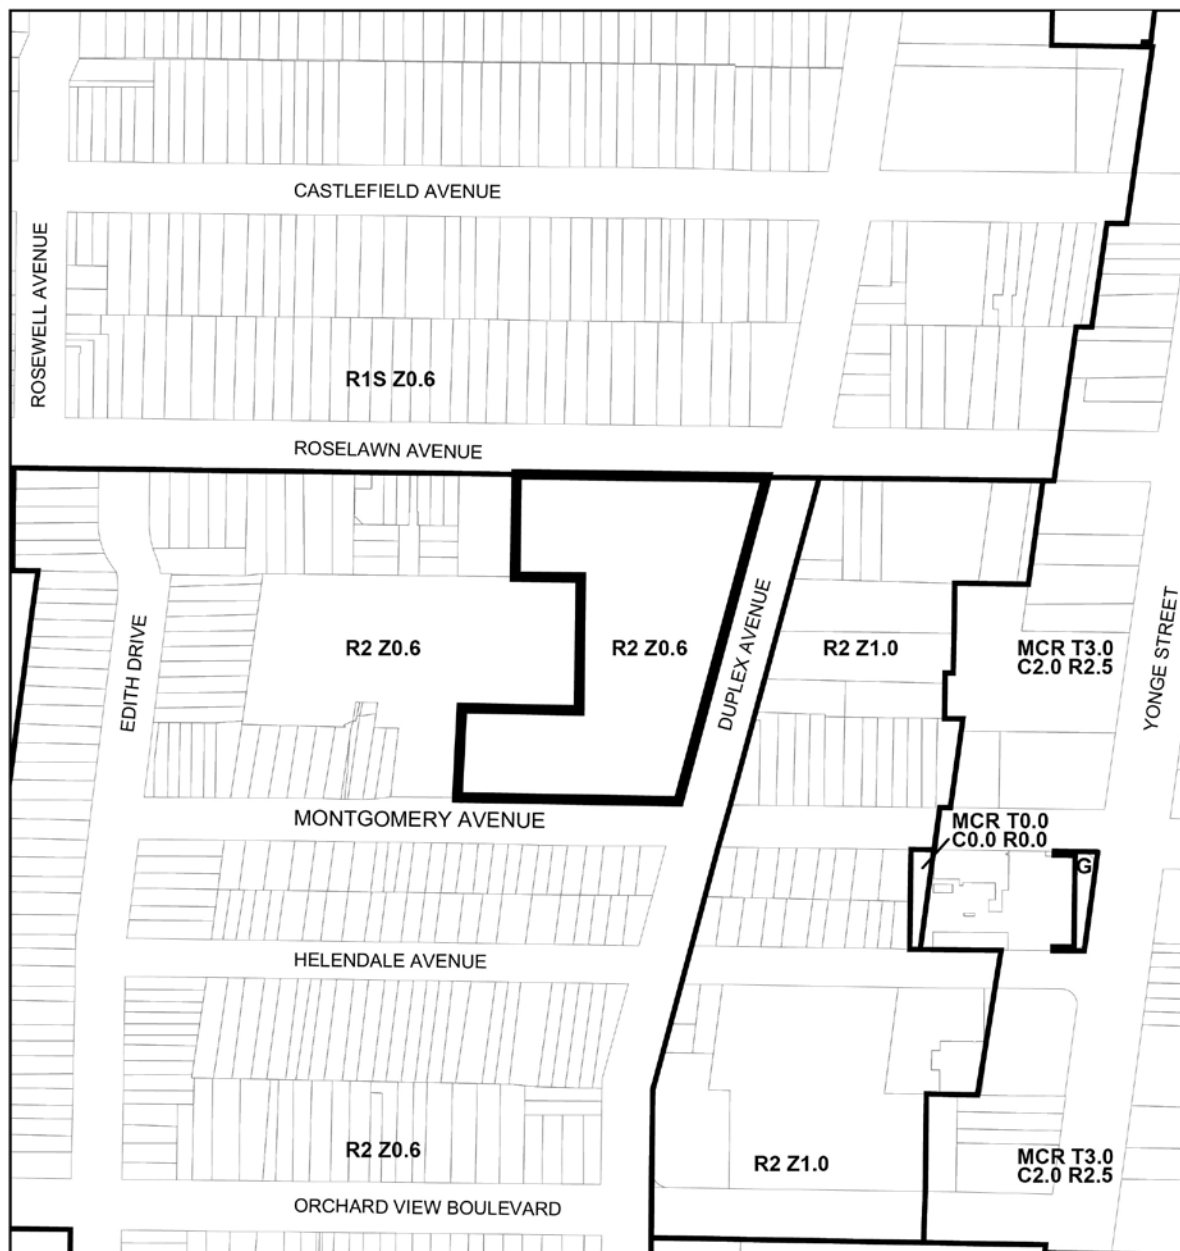 CASTLEFIELD AVENUE
ROSEWELL AVENUE
R1S Z0.6
ROSELAWN AVENUE
EDITH DRIVE
R2 Z0.6
R2 Z0.6
DUPLEX AVENUE
R2 Z1.0
MCR T3.0
C2.0 R2.5
YONGE STREET
MONTGOMERY AVENUE
MCR T0.0
C0.0 R0.0
G
HELENDALE AVENUE
R2 Z0.6
R2 Z1.0
MCR T3.0
C2.0 R2.5
ORCHARD VIEW BOULEVARD